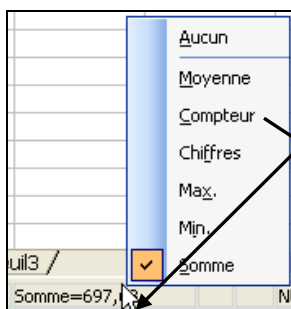 Aucun
Moyenne
Compteur
Chiffres
Max.
Min.
Somme
uil3
Somme=697,